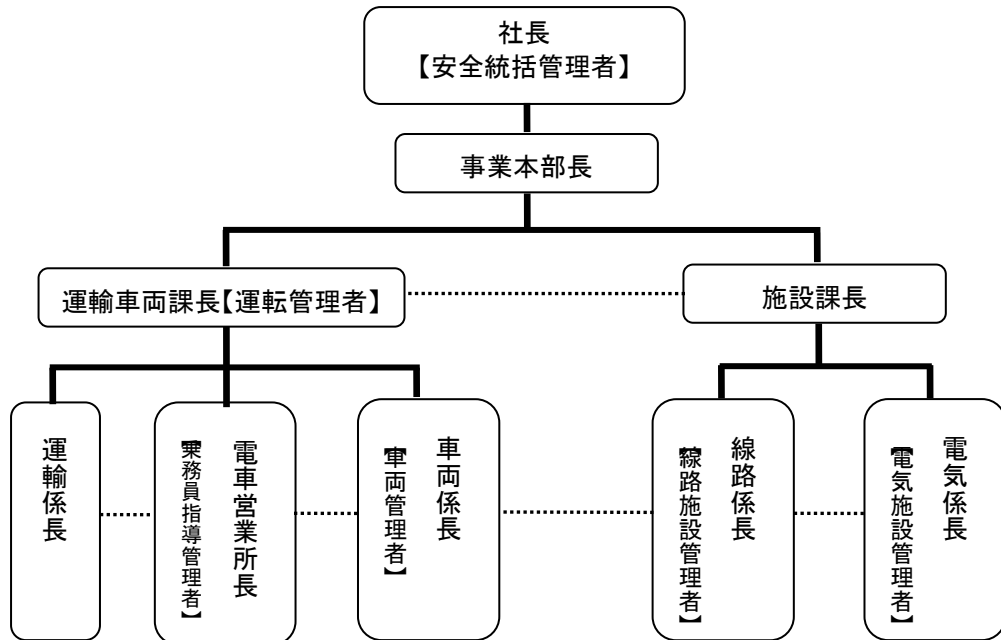 社長
【安全統括管理者】
事業本部長
運輸車両課長【運転管理者】
施設課長
運輸係長
電車営業所長
【乗務員指導管理者】
車両係長
【車両管理者】
線路係長
【線路施設管理者】
電気係長
【電気施設管理者】